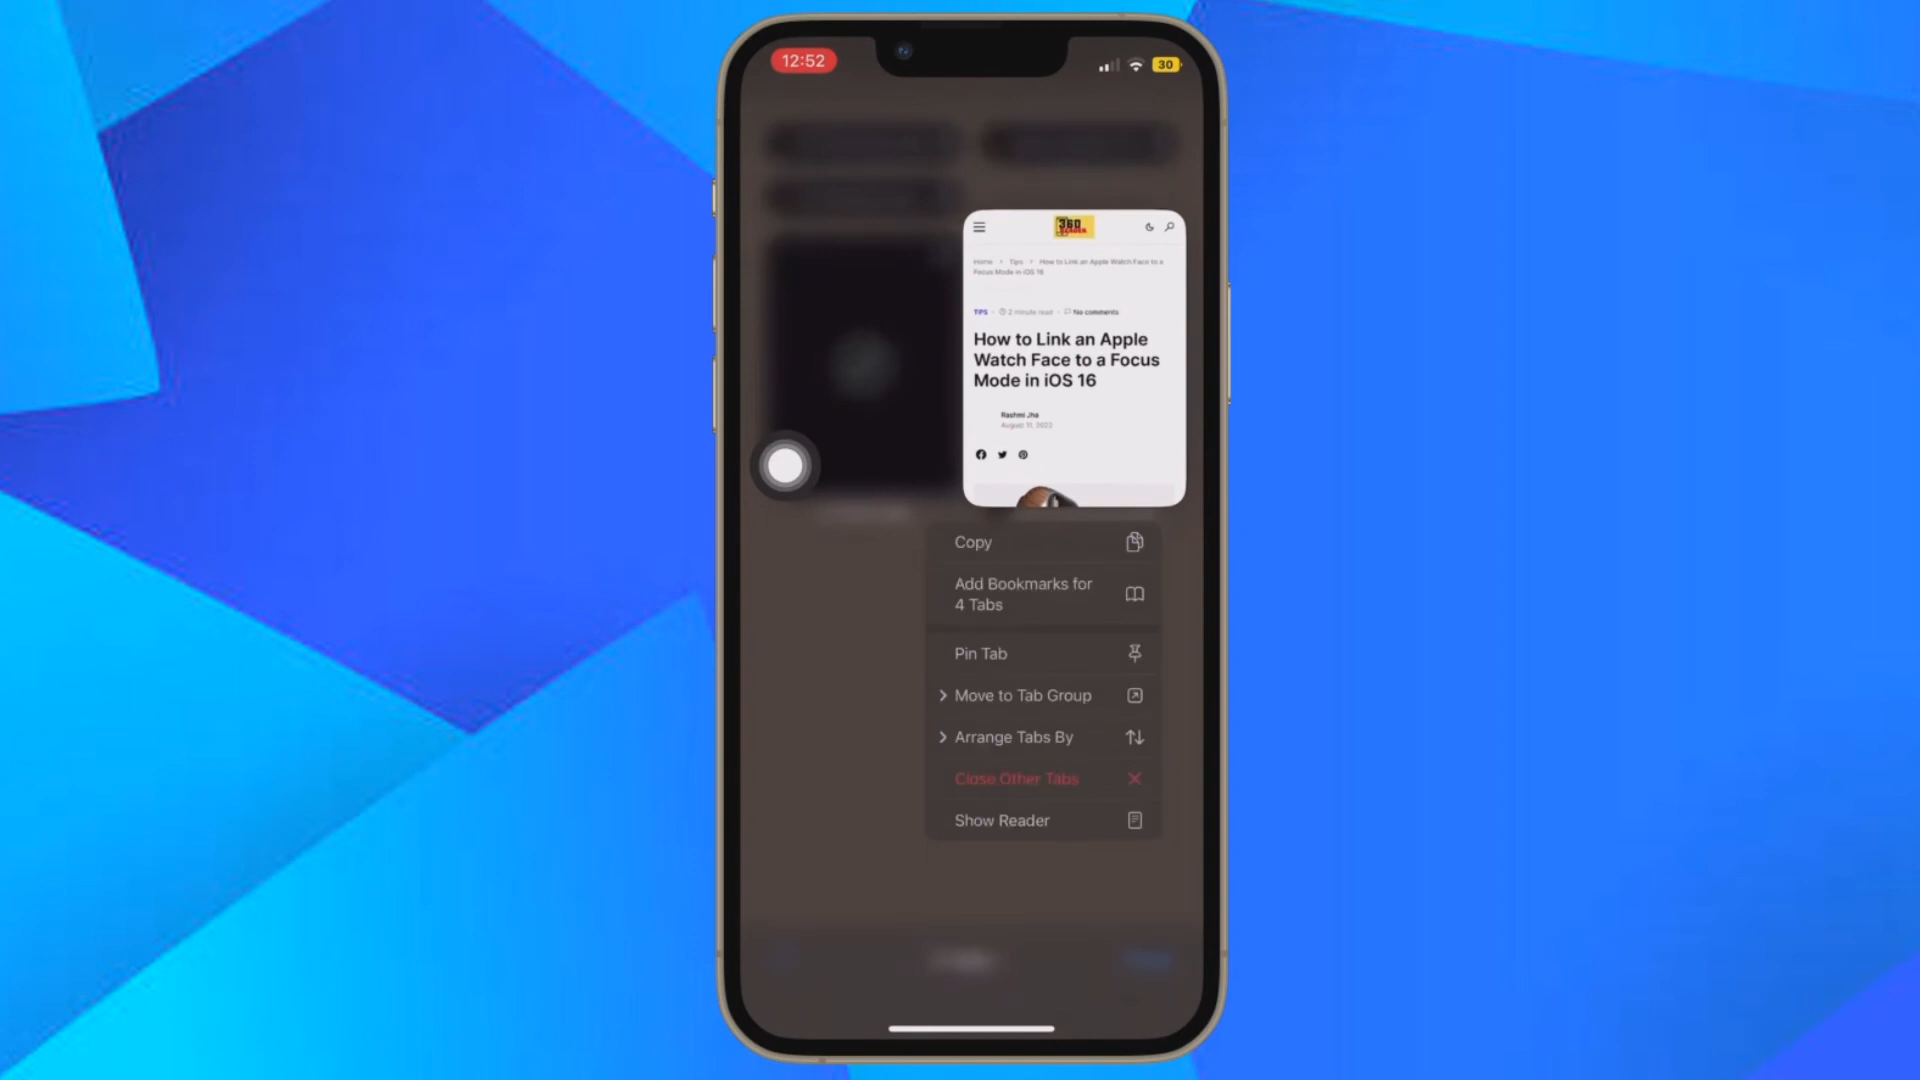 12:52
30
360
READER
Home > Tips > How to Link an Apple Watch Face to a
Focus Mode in iOS 16
TIPS
2 minute read
No comments
How to Link an Apple
Watch Face to a Focus
Mode in iOS 16
Rashmi Jha
August 11, 2022
Copy
Add Bookmarks for
4 Tabs
Pin Tab
Move to Tab Group
Arrange Tabs By
Close Other Tabs
Show Reader